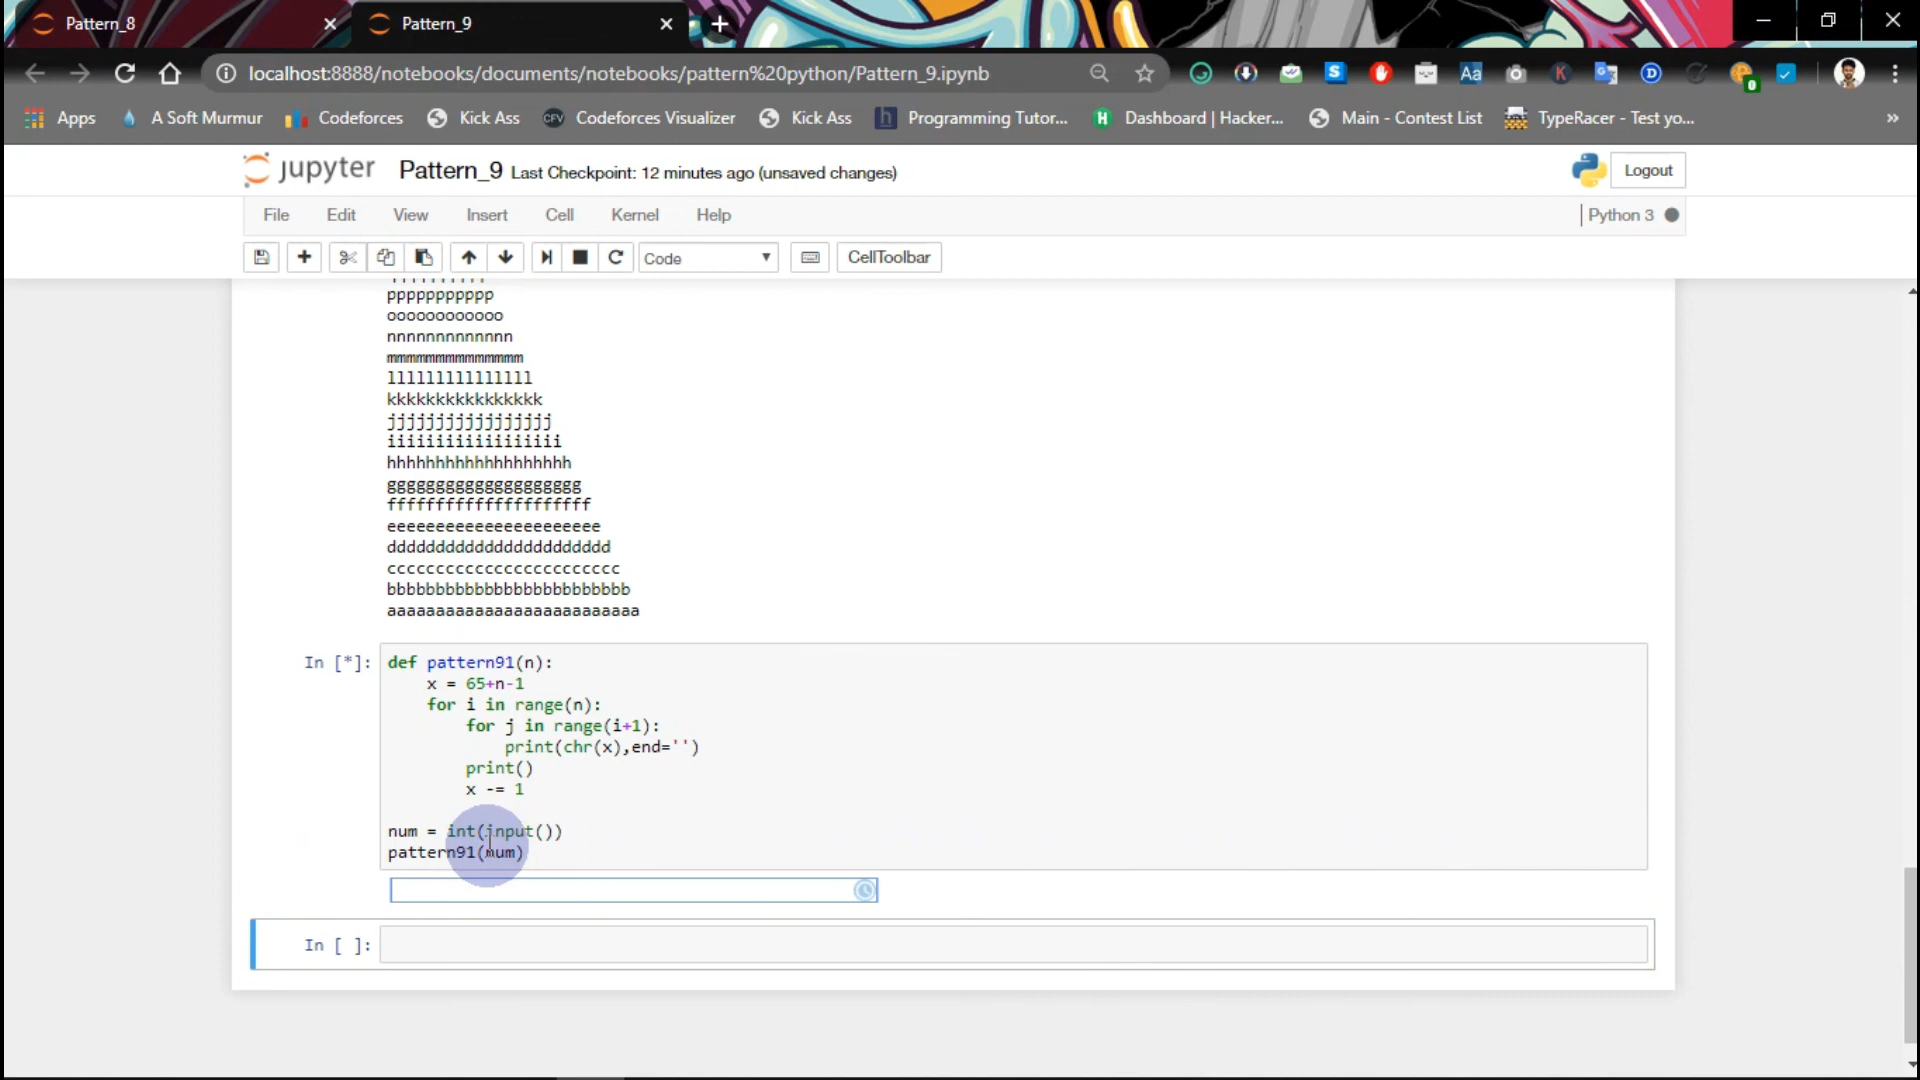 Pattern_8
Pattern_9
localhost:8888/notebooks/documents/notebooks/pattern%20python/Pattern_9.ipynb
Apps
A Soft Murmur
Codeforces
Kick Ass
CFV
Codeforces Visualizer
Kick Ass
Programming Tutor...
Dashboard | Hacker...
Main - Contest List
TypeRacer - Test yo...
»
jupyter
Pattern_9 Last Checkpoint: 12 minutes ago (unsaved changes)
Logout
File Edit View Insert Cell Kernel Help
Python 3
Code
CellToolbar
ppppppppppp
oooooooooooo
nnnnnnnnnnnnn
mmmmmmmmmmmmmm
lllllllllllllll
kkkkkkkkkkkkkkkk
jjjjjjjjjjjjjjjjj
iiiiiiiiiiiiiiiiii
hhhhhhhhhhhhhhhhhhh
gggggggggggggggggggg
fffffffffffffffffffff
eeeeeeeeeeeeeeeeeeeeee
ddddddddddddddddddddddd
cccccccccccccccccccccccc
bbbbbbbbbbbbbbbbbbbbbbbbb
aaaaaaaaaaaaaaaaaaaaaaaaaa
In [*]:
def pattern91(n):
x = 65+n-1
for i in range(n):
for j in range(i+1):
print(chr(x),end='')
print()
x -= 1
num = int(input())
pattern91(num)
In [ ]: